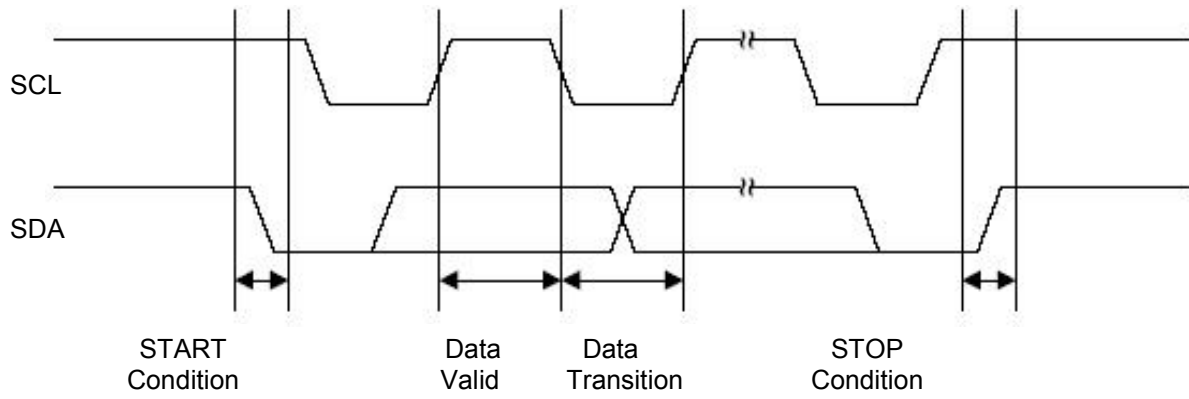 SCL
SDA
START
Condition
Data
Valid
Data
Transition
STOP
Condition